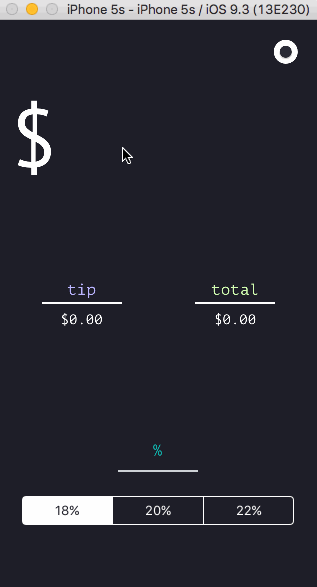 iPhone 5s - iPhone 5s / iOS 9.3 (13E230)
$
tip total
$0.00 $0.00
%
18% 20% 22%